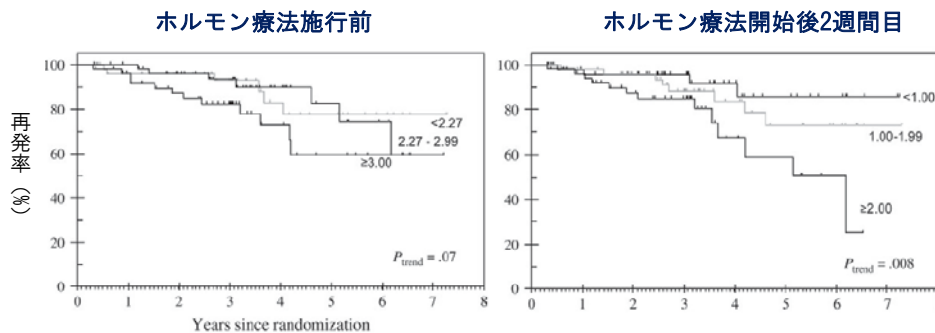 ホルモン療法施行前
ホルモン療法開始後2週間目
再発率（%）
100
80
60
40
20
0
<2.27
2.27 - 2.99
≥3.00
Ptrend = .07
0 1 2 3 4 5 6 7 8
Years since randomization
100
80
60
40
20
0
<1.00
1.00-1.99
≥2.00
Ptrend = .008
0 1 2 3 4 5 6 7 8